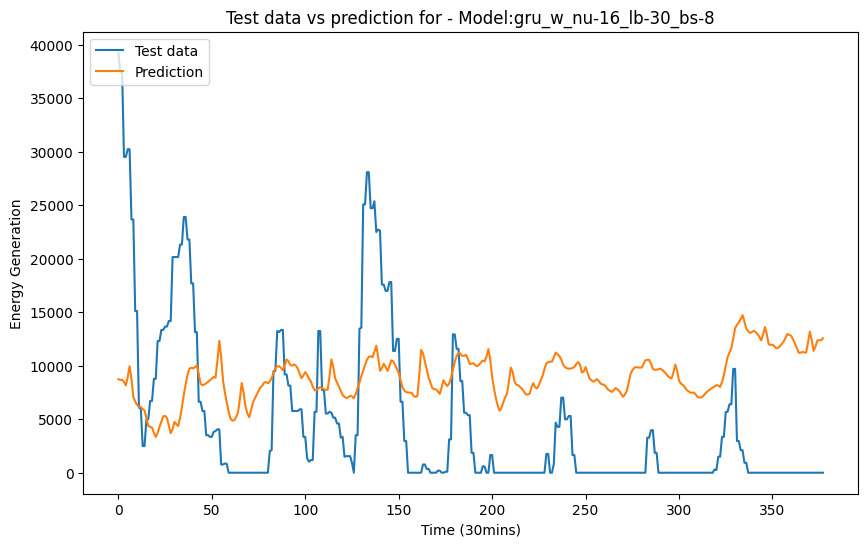 Test data vs prediction for - Model:gru_w_nu-16_lb-30_bs-8
Test data
Prediction
40000
35000
30000
25000
20000
15000
10000
5000
0
Energy Generation
0 50 100 150 200 250 300 350
Time (30mins)